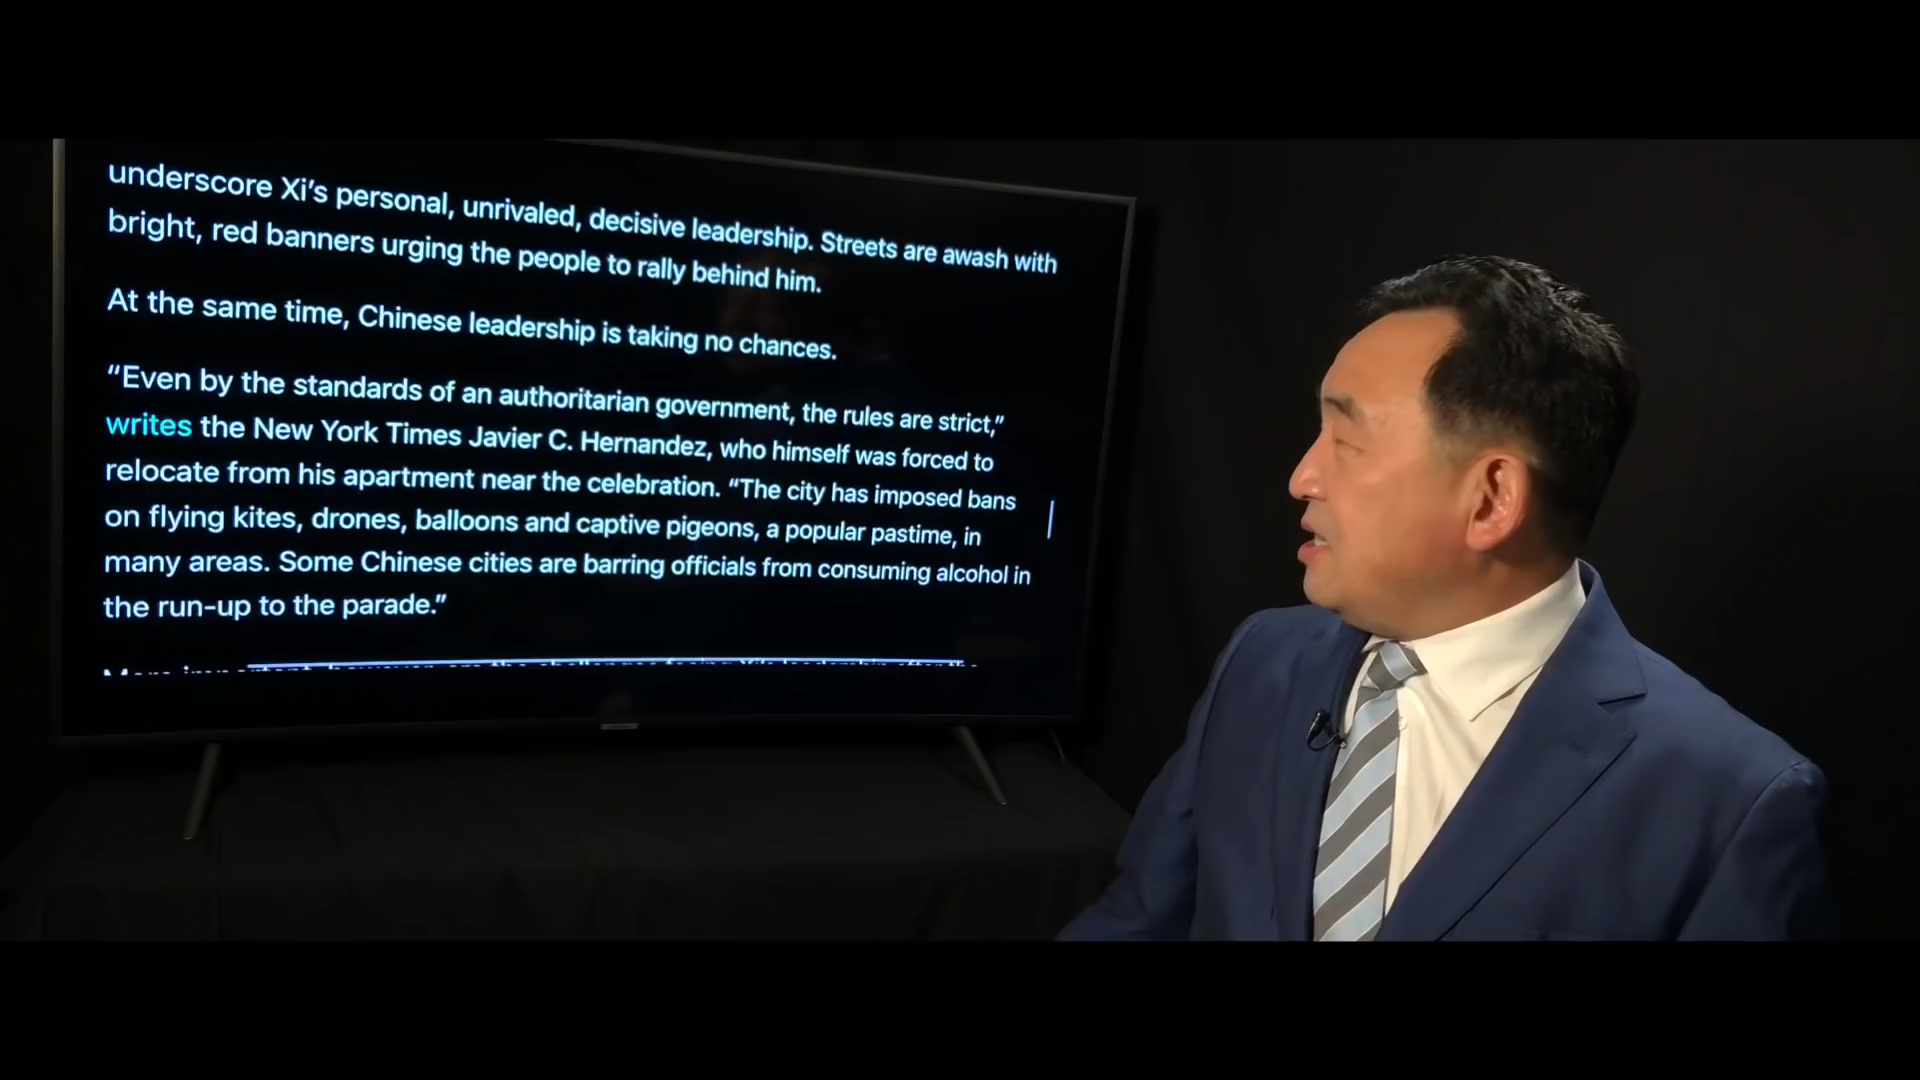 underscore Xi’s personal, unrivaled, decisive leadership. Streets are awash with
bright, red banners urging the people to rally behind him.
At the same time, Chinese leadership is taking no chances.
“Even by the standards of an authoritarian government, the rules are strict,”
writes the New York Times Javier C. Hernandez, who himself was forced to
relocate from his apartment near the celebration. “The city has imposed bans
on flying kites, drones, balloons and captive pigeons, a popular pastime, in
many areas. Some Chinese cities are barring officials from consuming alcohol in
the run-up to the parade.”